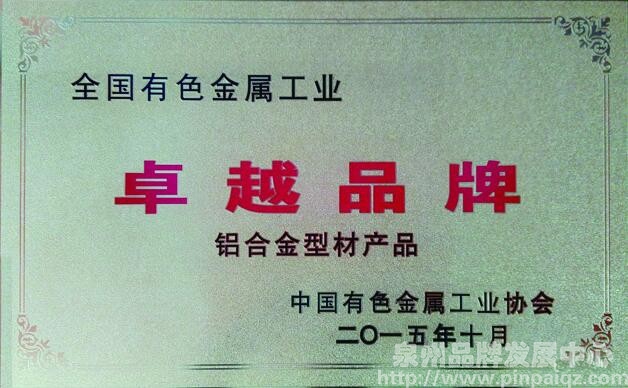 全国有色金属工业
卓越品牌
铝合金型材产品
中国有色金属工业协会
二〇一五年十月
泉州品牌发展中心
http://www.pinpaiqz.com